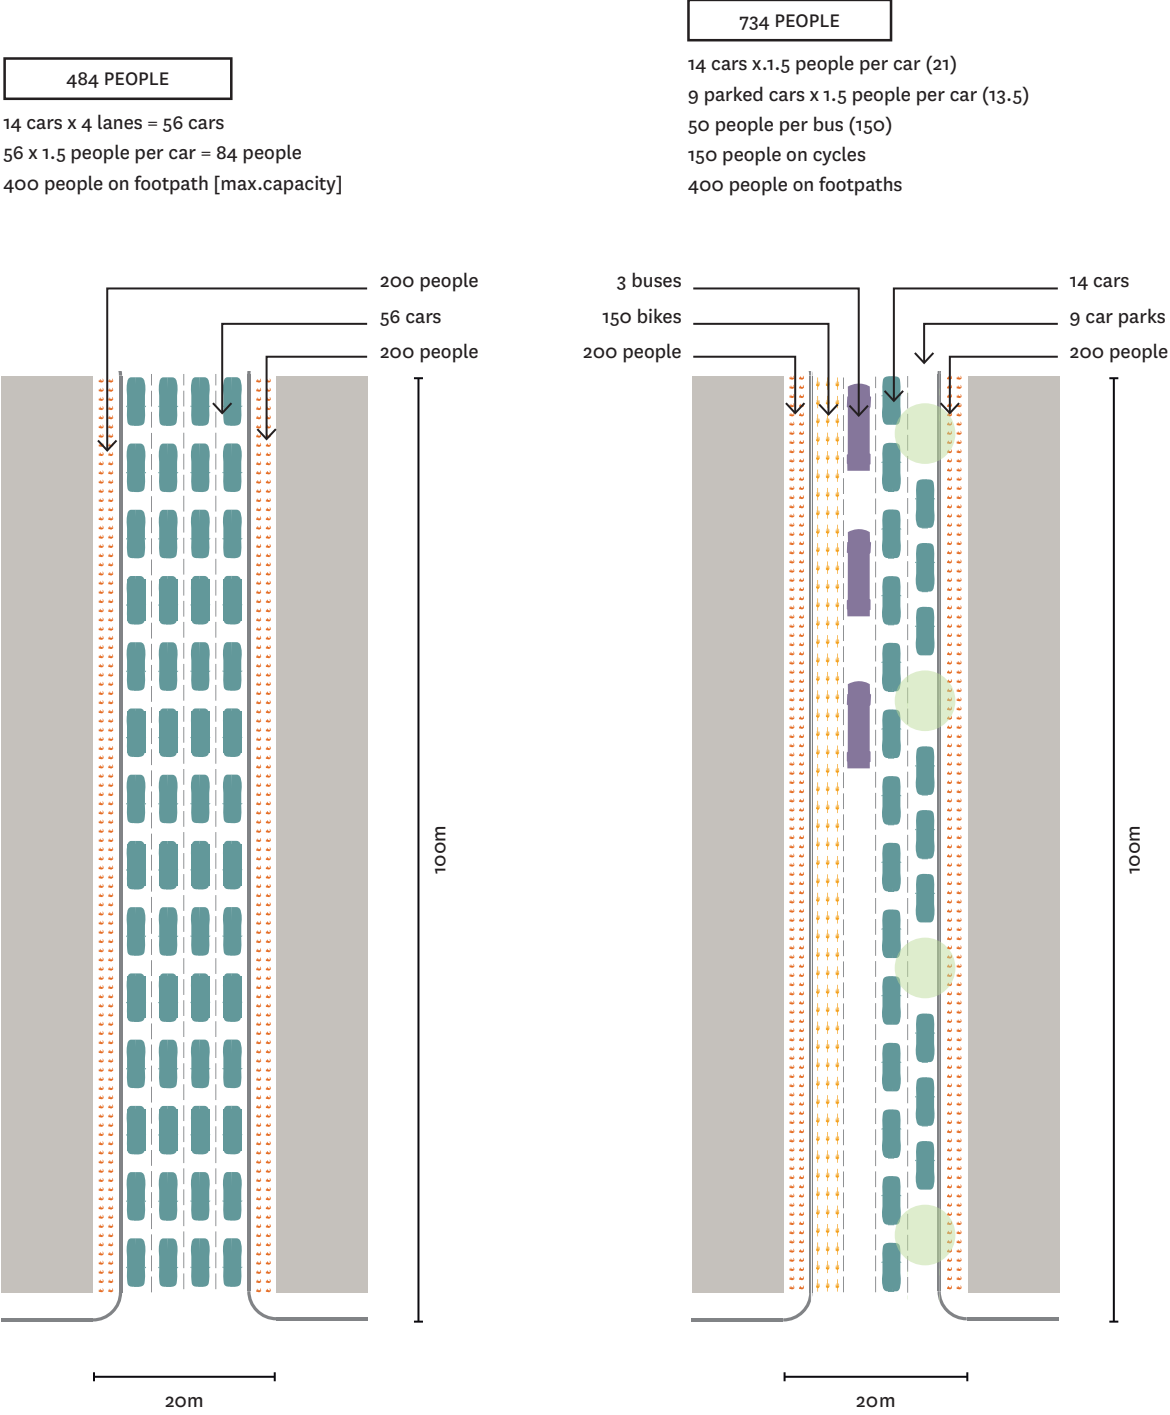 484 PEOPLE
14 cars x 4 lanes = 56 cars
56 x 1.5 people per car = 84 people
400 people on footpath [max.capacity]
200 people
56 cars
200 people
100m
20m
734 PEOPLE
14 cars x.1.5 people per car (21)
9 parked cars x 1.5 people per car (13.5)
50 people per bus (150)
150 people on cycles
400 people on footpaths
3 buses
150 bikes
200 people
14 cars
9 car parks
200 people
100m
20m